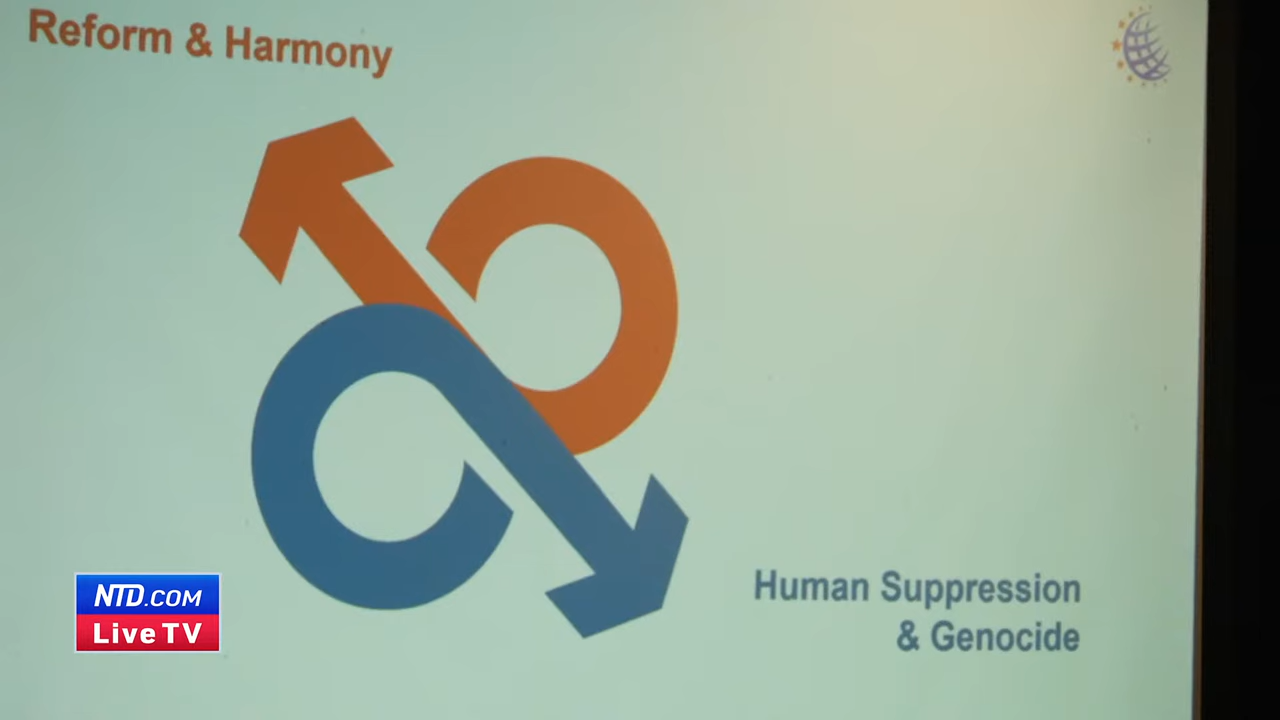 Reform & Harmony
NTD.COM
Live TV
Human Suppression
& Genocide